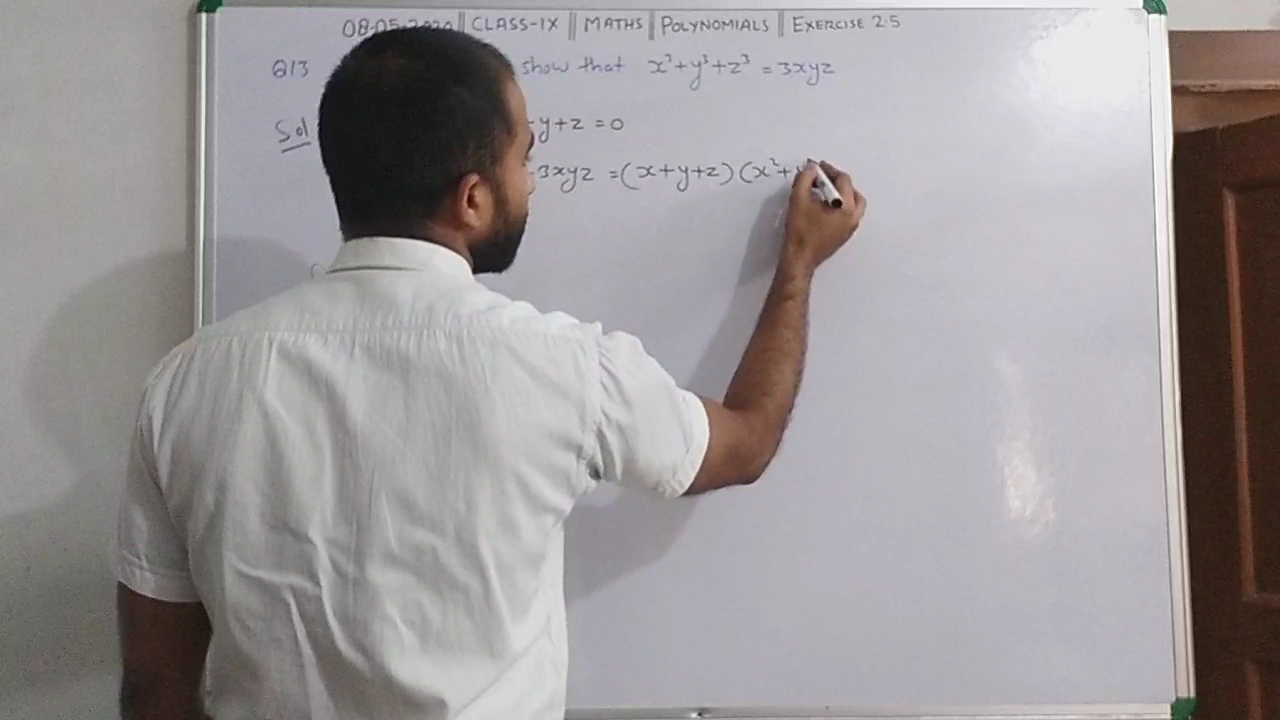 08-05-2020 || CLASS-IX || MATHS || POLYNOMIALS || EXERCISE 2.5
Q13 show that x³+y³+z³ = 3xyz
Sol y+z = 0
3xyz = (x+y+z) (x²+